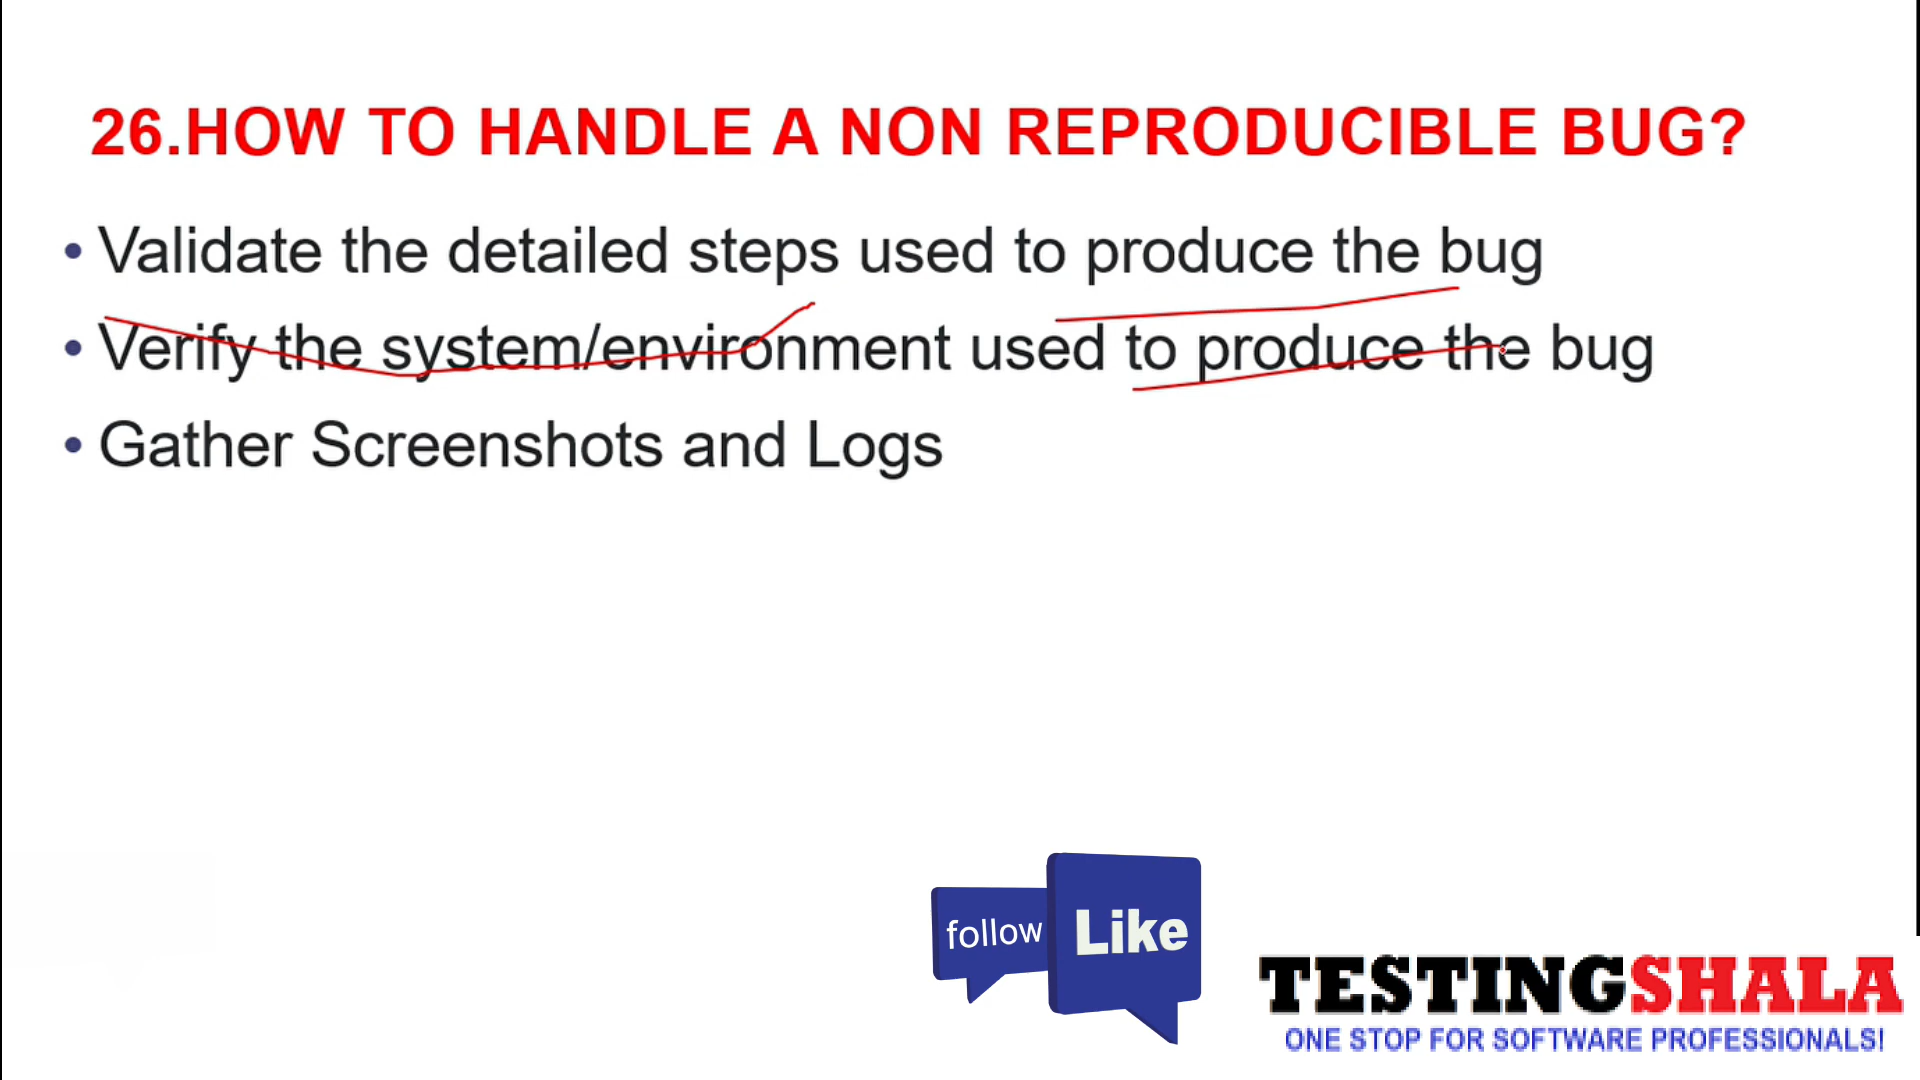 26.HOW TO HANDLE A NON REPRODUCIBLE BUG?
• Validate the detailed steps used to produce the bug
• Verify the system/environment used to produce the bug
• Gather Screenshots and Logs
follow Like
TESTINGSHALA
ONE STOP FOR SOFTWARE PROFESSIONALS!